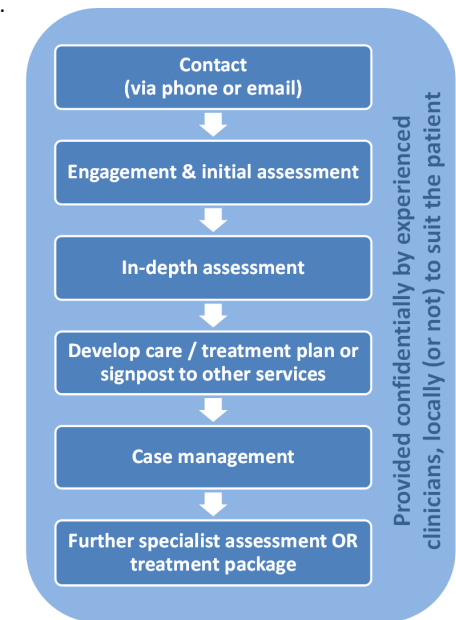 .
Contact
(via phone or email)
Engagement & initial assessment
In-depth assessment
Develop care / treatment plan or
signpost to other services
Case management
Further specialist assessment OR
treatment package
Provided confidentially by experienced
clinicians, locally (or not) to suit the patient